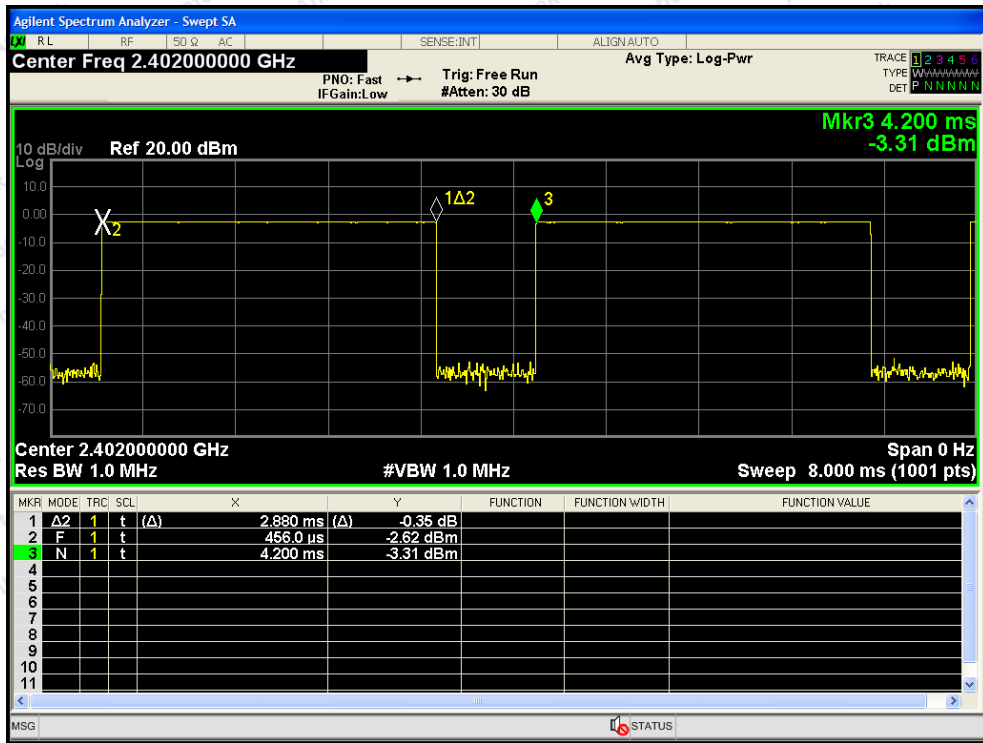 Agilent Spectrum Analyzer - Swept SA
LXI RL RF 50 Ω AC SENSE:INT ALIGNAUTO
Center Freq 2.402000000 GHz Avg Type: Log-Pwr TRACE 1 2 3 4 5 6
PNO: Fast Trig: Free Run TYPE WWWWWW
IFGain:Low #Atten: 30 dB DET P N N N N N
Mkr3 4.200 ms
10 dB/div Ref 20.00 dBm -3.31 dBm
Log
10.0
1Δ2 3
0.00
2
-10.0
-20.0
-30.0
-40.0
-50.0
-60.0
-70.0
Center 2.402000000 GHz Span 0 Hz
Res BW 1.0 MHz #VBW 1.0 MHz Sweep 8.000 ms (1001 pts)
MKR MODE TRC SCL X Y FUNCTION FUNCTION WIDTH FUNCTION VALUE
1 Δ2 1 t (Δ) 2.880 ms (Δ) -0.35 dB
2 F 1 t 456.0 µs -2.62 dBm
3 N 1 t 4.200 ms -3.31 dBm
4
5
6
7
8
9
10
11
MSG STATUS